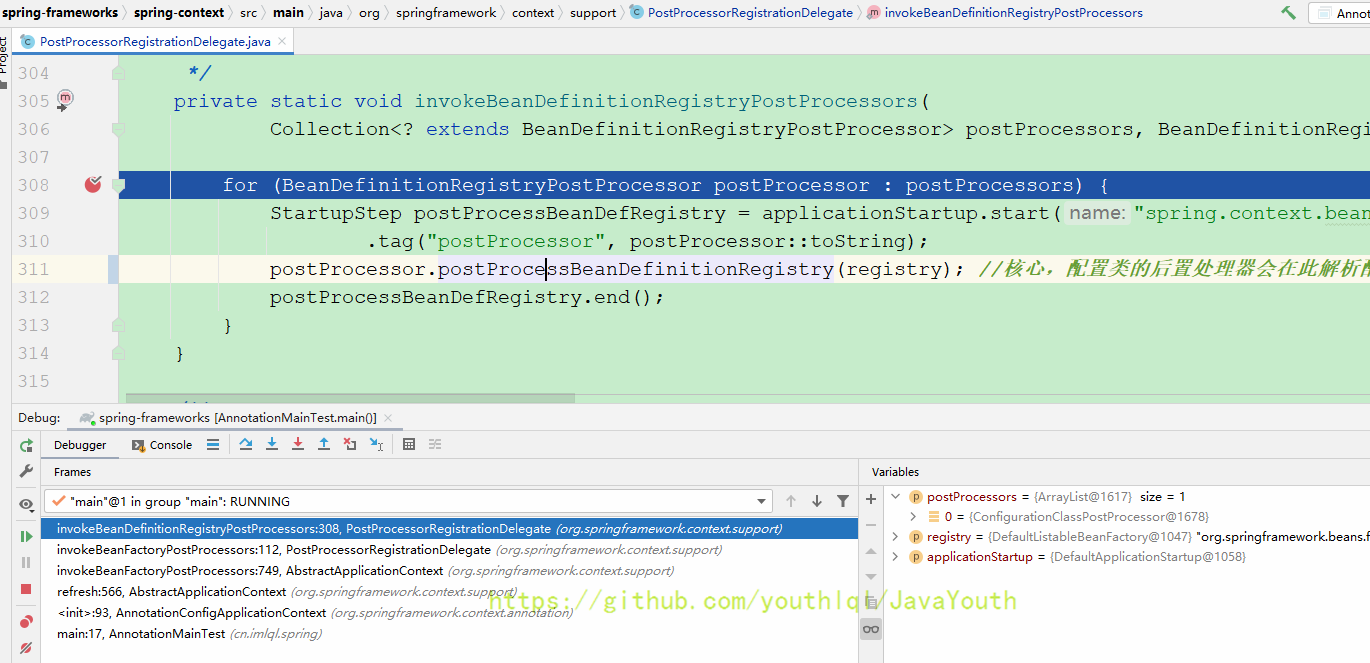 spring-frameworks spring-context src main java org springframework context support PostProcessorRegistrationDelegate invokeBeanDefinitionRegistryPostProcessors Annot
Project
PostProcessorRegistrationDelegate.java
304 */
305 private static void invokeBeanDefinitionRegistryPostProcessors(
306 Collection<? extends BeanDefinitionRegistryPostProcessor> postProcessors, BeanDefinitionRegi
307
308 for (BeanDefinitionRegistryPostProcessor postProcessor : postProcessors) {
309 StartupStep postProcessBeanDefRegistry = applicationStartup.start( name: "spring.context.bean
310 .tag("postProcessor", postProcessor::toString);
311 postProcessor.postProcessBeanDefinitionRegistry(registry); //核心，配置类的后置处理器会在此解析配
312 postProcessBeanDefRegistry.end();
313 }
314 }
315
Debug: spring-frameworks [AnnotationMainTest.main()]
Debugger Console
Frames Variables
"main"@1 in group "main": RUNNING
invokeBeanDefinitionRegistryPostProcessors:308, PostProcessorRegistrationDelegate (org.springframework.context.support)
invokeBeanFactoryPostProcessors:112, PostProcessorRegistrationDelegate (org.springframework.context.support)
invokeBeanFactoryPostProcessors:749, AbstractApplicationContext (org.springframework.context.support)
refresh:566, AbstractApplicationContext (org.springframework.context.support)
<init>:93, AnnotationConfigApplicationContext (org.springframework.context.annotation)
main:17, AnnotationMainTest (cn.imlql.spring)
postProcessors = {ArrayList@1617} size = 1
0 = {ConfigurationClassPostProcessor@1678}
registry = {DefaultListableBeanFactory@1047} "org.springframework.beans.f
applicationStartup = {DefaultApplicationStartup@1058}
https://github.com/youthlql/JavaYouth